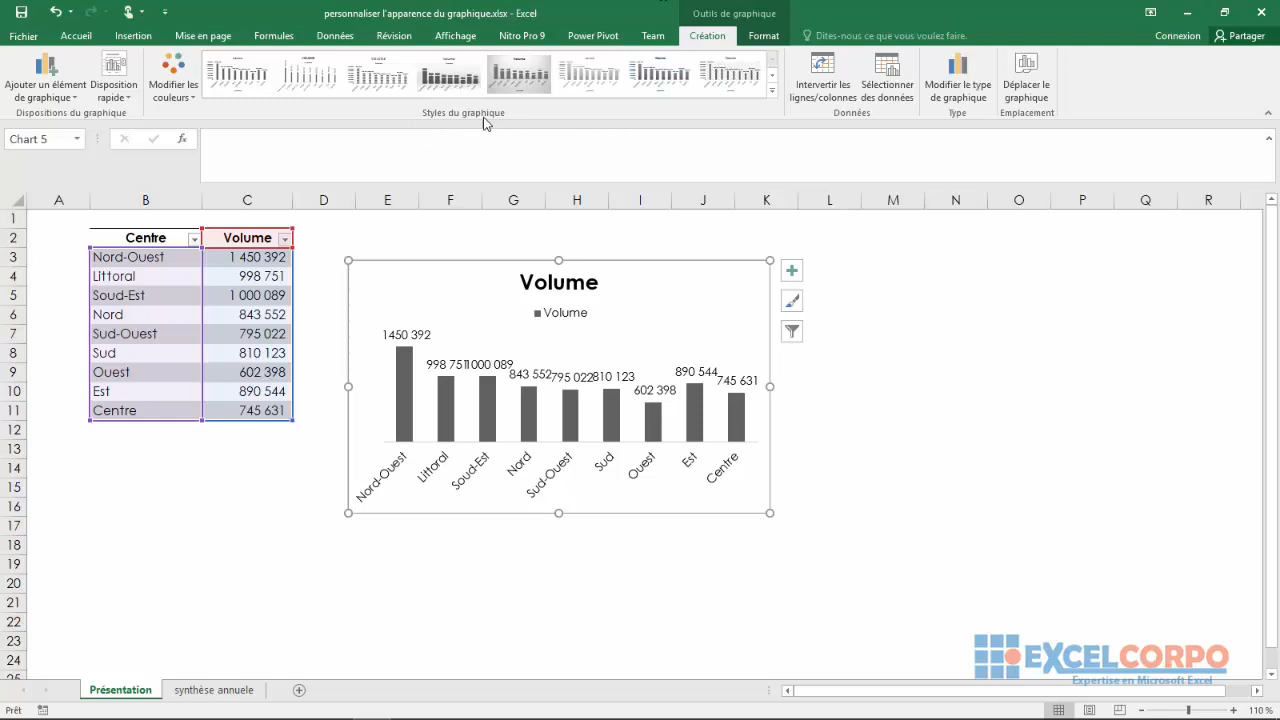 personnaliser l'apparence du graphique.xlsx - Excel
Outils de graphique
Fichier Accueil Insertion Mise en page Formules Données Révision Affichage Nitro Pro 9 Power Pivot Team Création Format Dites-nous ce que vous voulez faire. Connexion Partager
Ajouter un élément de graphique
Disposition rapide
Modifier les couleurs
Intervertir les lignes/colonnes
Sélectionner des données
Modifier le type de graphique
Déplacer le graphique
Dispositions du graphique Styles du graphique Données Type Emplacement
Chart 5 fx
A B C D E F G H I J K L M N O P Q R
1
2 Centre Volume
3 Nord-Ouest 1 450 392
4 Littoral 998 751
5 Soud-Est 1 000 089
6 Nord 843 552
7 Sud-Ouest 795 022
8 Sud 810 123
9 Ouest 602 398
10 Est 890 544
11 Centre 745 631
12
13
14
15
16
17
18
19
20
21
22
23
24
Volume
Volume
1450 392 998 751 1000 089 843 552 795 022 810 123 602 398 890 544 745 631
Nord-Ouest Littoral Soud-Est Nord Sud-Ouest Sud Ouest Est Centre
EXCELCORPO
Expertise en Microsoft Excel
Présentation synthèse annuele
Prêt 110 %